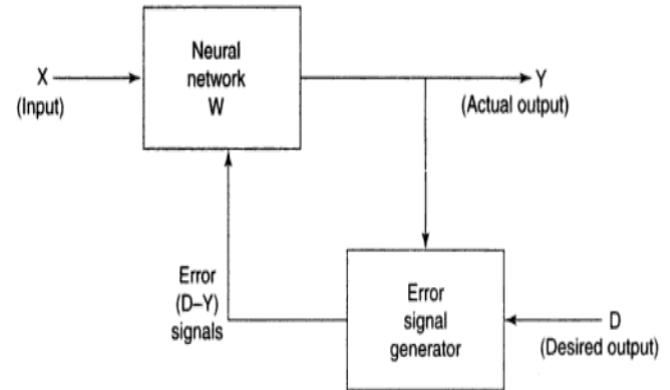 Neural
network
W
X
(Input)
Y
(Actual output)
Error
(D–Y)
signals
Error
signal
generator
D
(Desired output)